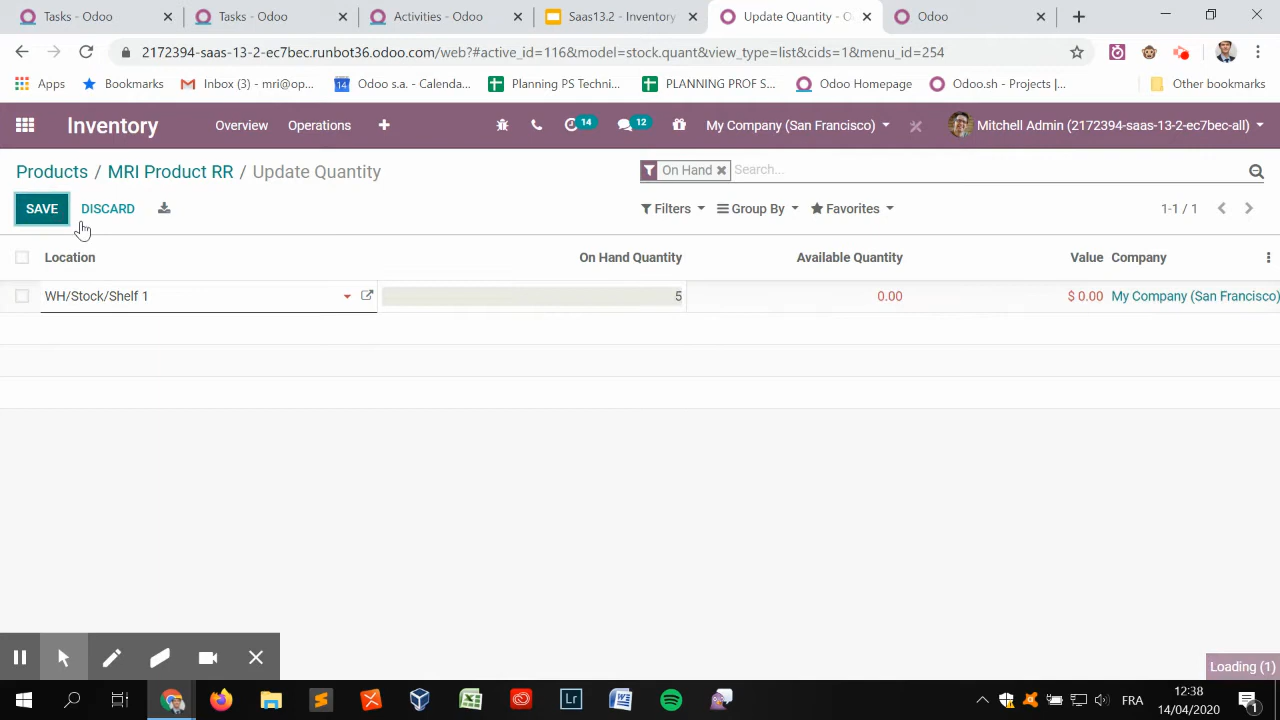 Tasks - Odoo
Tasks - Odoo
Activities - Odoo
Saas13.2 - Inventory
Update Quantity - O
Odoo
2172394-saas-13-2-ec7bec.runbot36.odoo.com/web?#active_id=116&model=stock.quant&view_type=list&cids=1&menu_id=254
Apps
Bookmarks
Inbox (3) - mri@op...
Odoo s.a. - Calenda...
Planning PS Techni...
PLANNING PROF S...
Odoo Homepage
Odoo.sh - Projects |...
Other bookmarks
Inventory
Overview
Operations
14
12
My Company (San Francisco)
Mitchell Admin (2172394-saas-13-2-ec7bec-all)
Products / MRI Product RR / Update Quantity
On Hand
Search...
SAVE
DISCARD
Filters
Group By
Favorites
1-1 / 1
Location
On Hand Quantity
Available Quantity
Value
Company
WH/Stock/Shelf 1
5
0.00
$ 0.00
My Company (San Francisco)
Loading (1)
FRA
12:38
14/04/2020
1